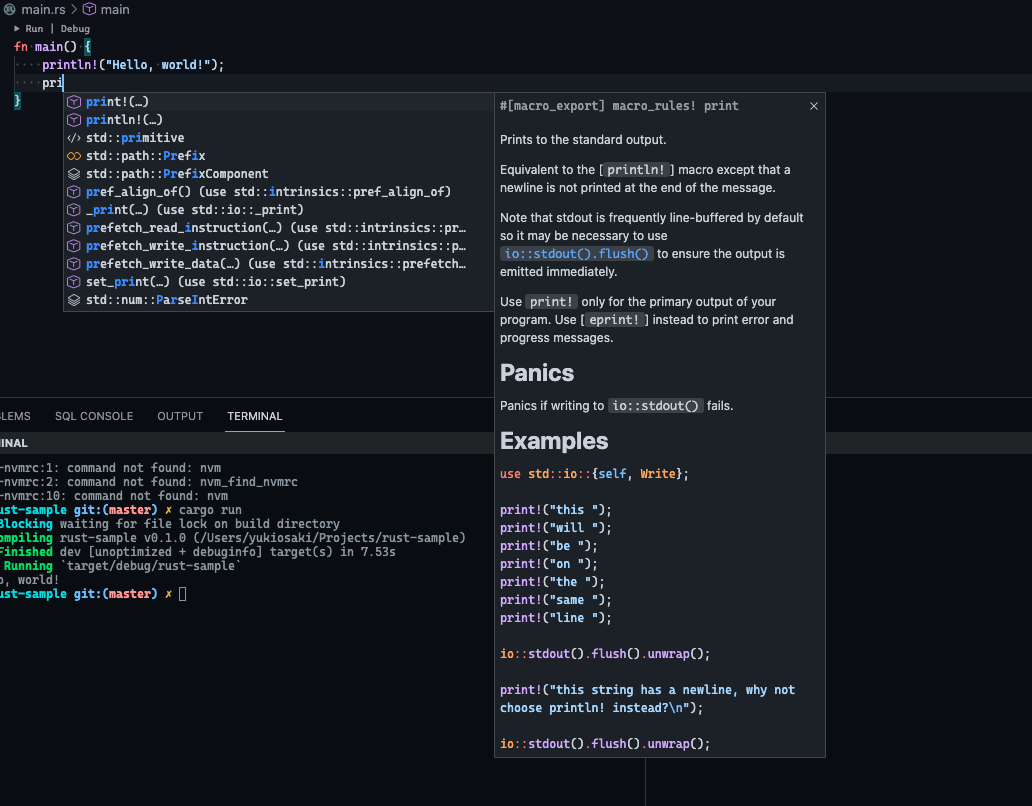 main.rs > main
Run | Debug
fn main() {
println!("Hello, world!");
pri
}
print!(…)
println!(…)
std::primitive
std::path::Prefix
std::path::PrefixComponent
pref_align_of() (use std::intrinsics::pref_align_of)
_print(…) (use std::io::_print)
prefetch_read_instruction(…) (use std::intrinsics::pr…
prefetch_write_instruction(…) (use std::intrinsics::p…
prefetch_write_data(…) (use std::intrinsics::prefetch…
set_print(…) (use std::io::set_print)
std::num::ParseIntError
#[macro_export] macro_rules! print
Prints to the standard output.
Equivalent to the [println!] macro except that a
newline is not printed at the end of the message.
Note that stdout is frequently line-buffered by default
so it may be necessary to use
io::stdout().flush() to ensure the output is
emitted immediately.
Use print! only for the primary output of your
program. Use [eprint!] instead to print error and
progress messages.
Panics
Panics if writing to io::stdout() fails.
Examples
use std::io::{self, Write};
print!("this ");
print!("will ");
print!("be ");
print!("on ");
print!("the ");
print!("same ");
print!("line ");
io::stdout().flush().unwrap();
print!("this string has a newline, why not
choose println! instead?\n");
io::stdout().flush().unwrap();
LEMS SQL CONSOLE OUTPUT TERMINAL
INAL
-nvmrc:1: command not found: nvm
-nvmrc:2: command not found: nvm_find_nvmrc
-nvmrc:10: command not found: nvm
ust-sample git:(master) ✗ cargo run
Blocking waiting for file lock on build directory
ompiling rust-sample v0.1.0 (/Users/yukiosaki/Projects/rust-sample)
Finished dev [unoptimized + debuginfo] target(s) in 7.53s
Running `target/debug/rust-sample`
o, world!
ust-sample git:(master) ✗